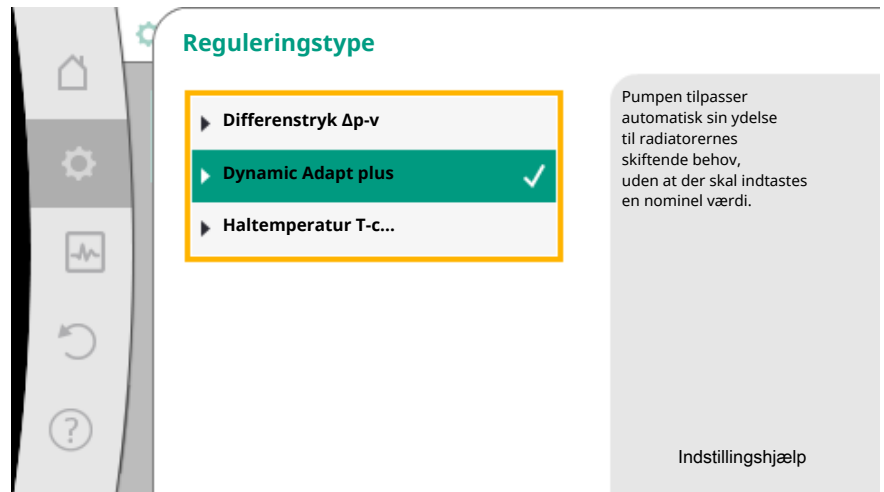 Reguleringstype
Differenstryk Δp-v
Dynamic Adapt plus
Haltemperatur T-c...
Pumpen tilpasser
automatisk sin ydelse
til radiatorernes
skiftende behov,
uden at der skal indtastes
en nominel værdi.
Indstillingshjælp
?